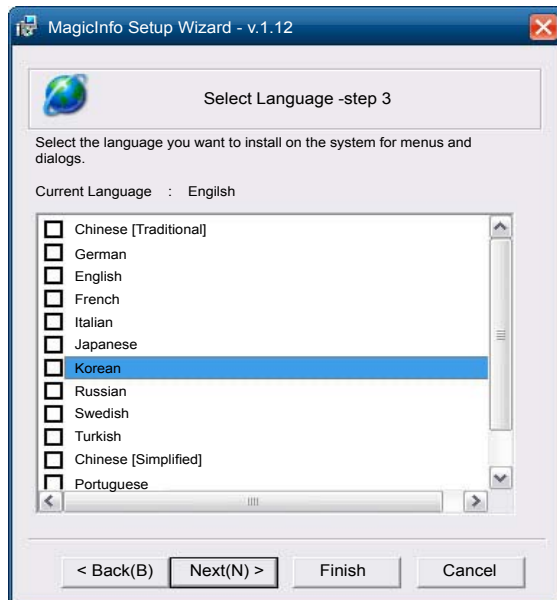 MagicInfo Setup Wizard - v.1.12
Select Language -step 3
Select the language you want to install on the system for menus and
dialogs.
Current Language : Engilsh
Chinese [Traditional]
German
English
French
Italian
Japanese
Korean
Russian
Swedish
Turkish
Chinese [Simplified]
Portuguese
< Back(B) Next(N) > Finish Cancel